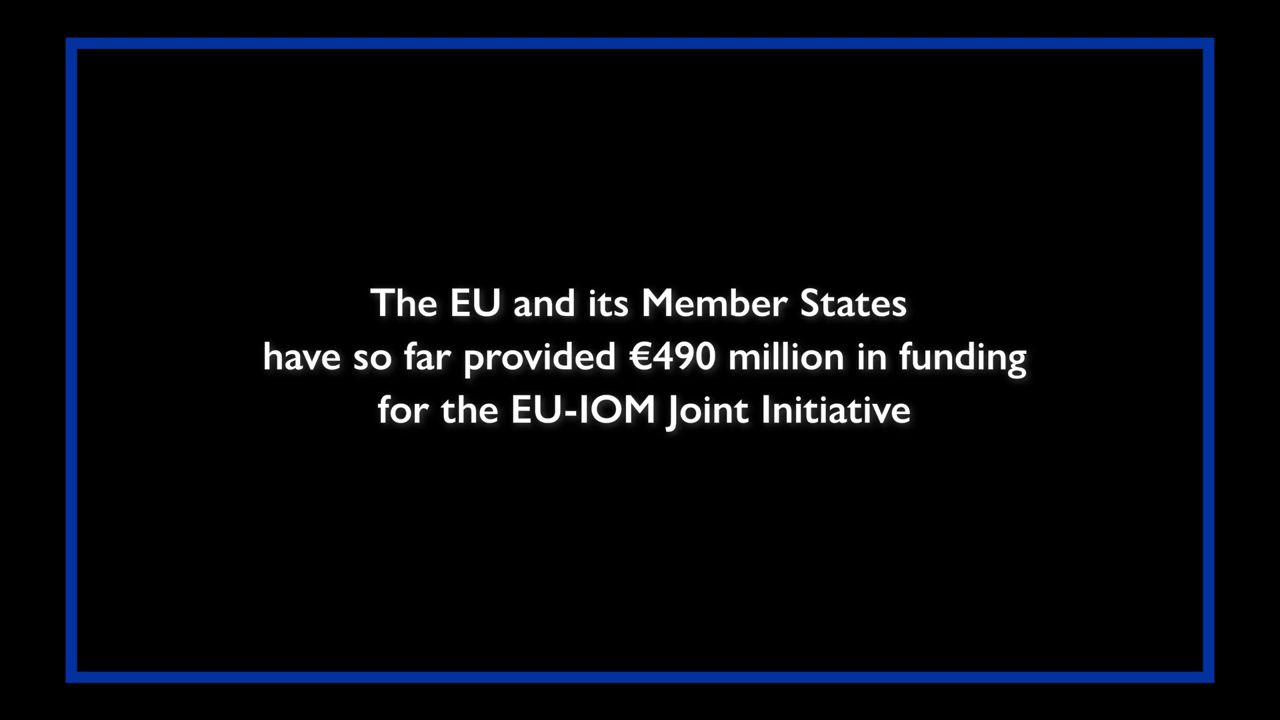 The EU and its Member States
have so far provided €490 million in funding
for the EU-IOM Joint Initiative